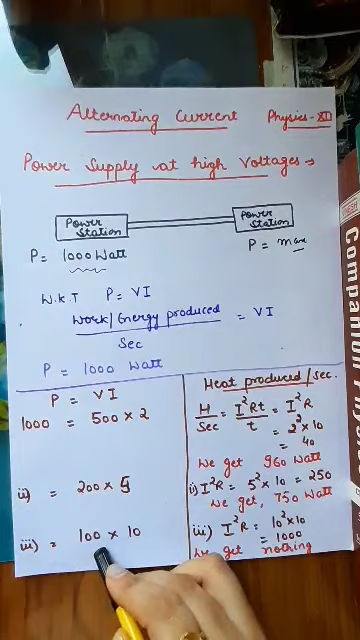 Alternating Current Physics-XII
Power Supply at high Voltages →
Power Station
Power Station
P = 1000 Watt
P = max
W.K.T P = VI
Work/Energy produced / Sec = VI
P = 1000 Watt
P = VI
1000 = 500 × 2
ii) = 200 × 5
iii) = 100 × 10
Heat produced/sec.
H/Sec = I²Rt/t = I²R
= 2² × 10
= 40
We get 960 Watt
ii) I²R = 5² × 10 = 250
We get, 750 Watt
iii) I²R = 10² × 10
= 1000
We get nothing